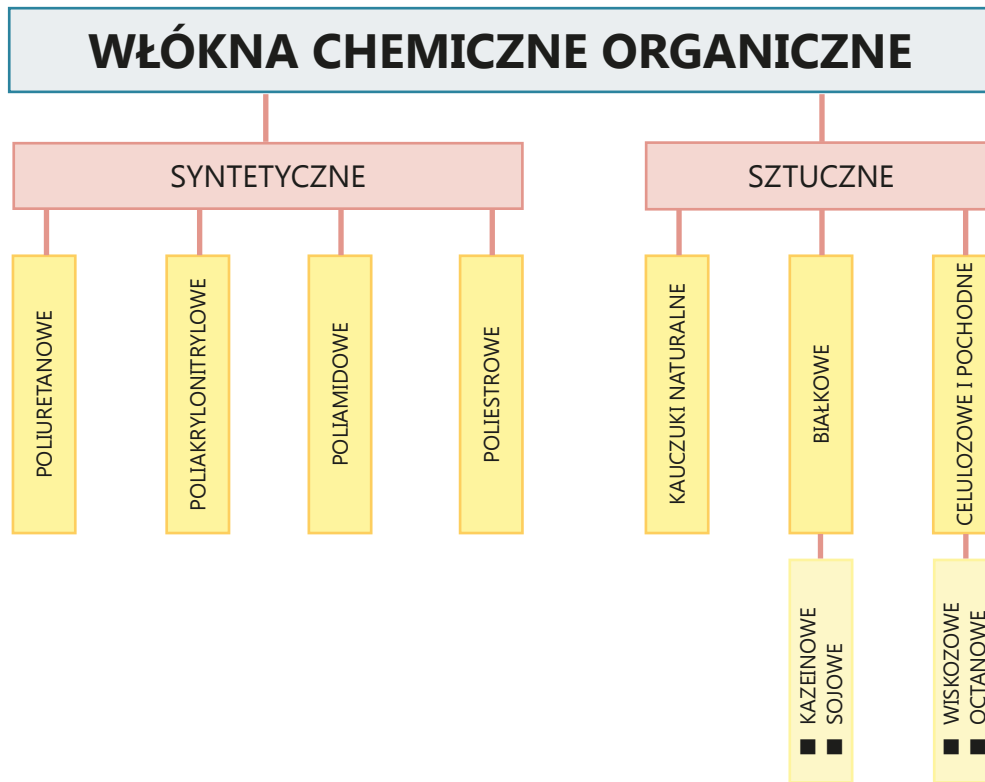 WŁÓKNA CHEMICZNE ORGANICZNE
SYNTETYCZNE
SZTUCZNE
POLIURETANOWE
POLIAKRYLONITRYLOWE
POLIAMIDOWE
POLIESTROWE
KAUCZUKI NATURALNE
BIAŁKOWE
CELULOZOWE I POCHODNE
■ KAZEINOWE
■ SOJOWE
■ WISKOZOWE
■ OCTANOWE